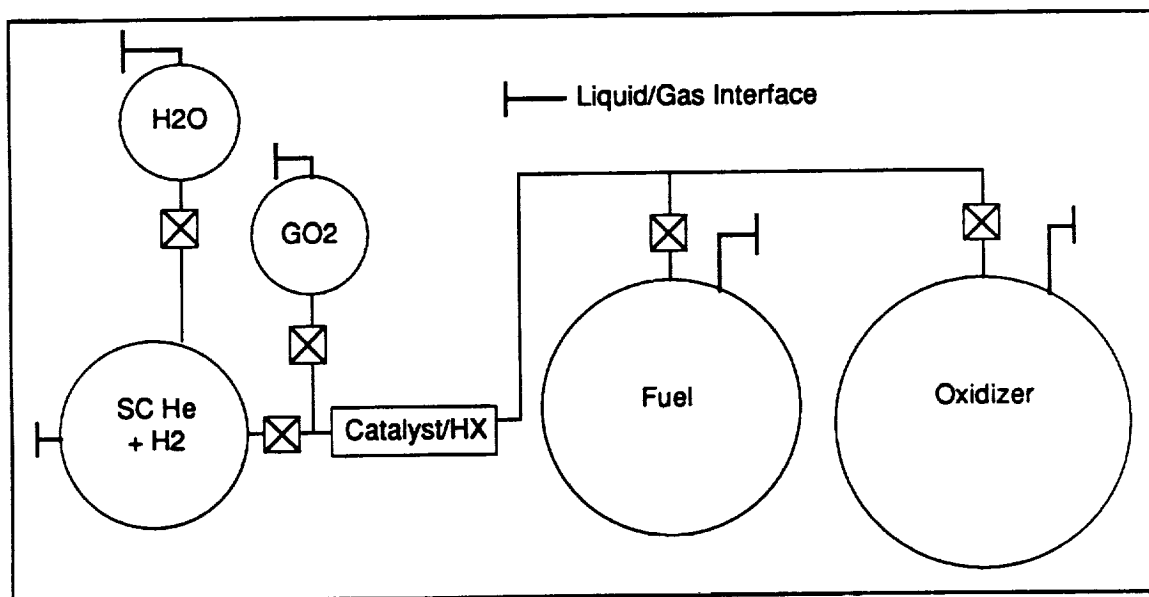 H2O
Liquid/Gas Interface
GO2
SC He
+ H2
Catalyst/HX
Fuel
Oxidizer